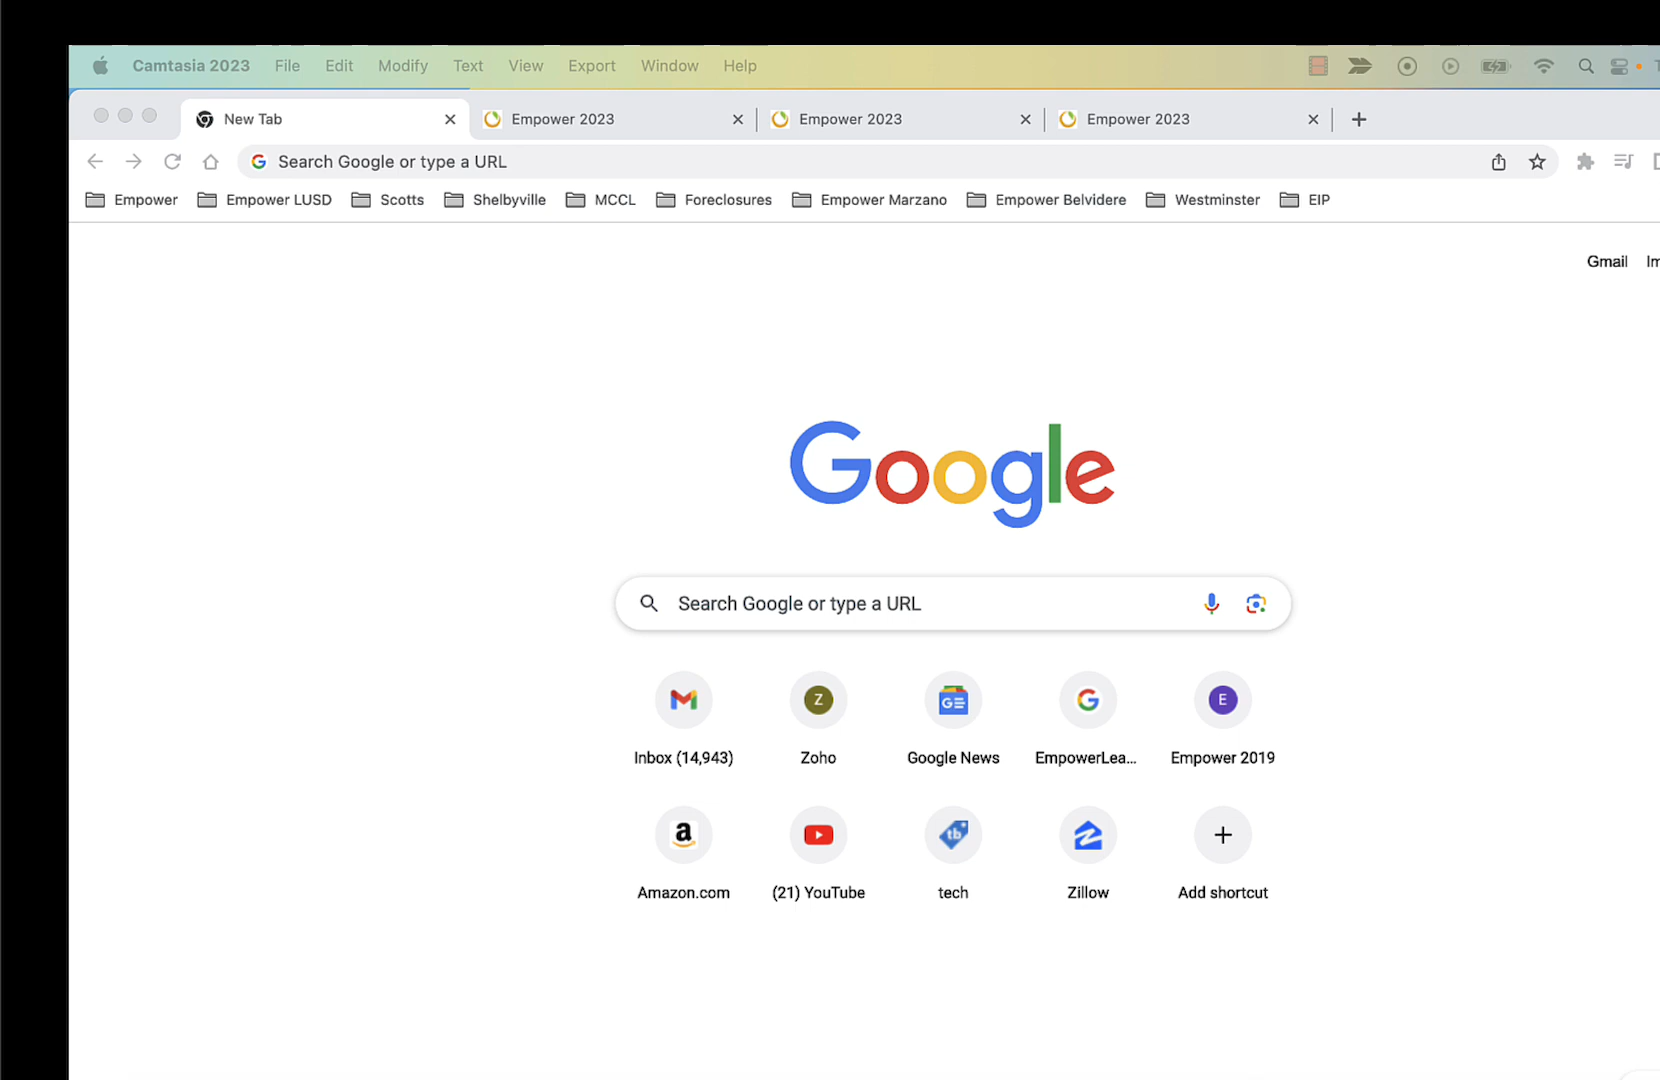 Camtasia 2023 File Edit Modify Text View Export Window Help
New Tab Empower 2023 Empower 2023 Empower 2023
Search Google or type a URL
Empower Empower LUSD Scotts Shelbyville MCCL Foreclosures Empower Marzano Empower Belvidere Westminster EIP
Gmail
Google
Search Google or type a URL
Z GE G E
Inbox (14,943) Zoho Google News EmpowerLea... Empower 2019
a tb
Amazon.com (21) YouTube tech Zillow Add shortcut